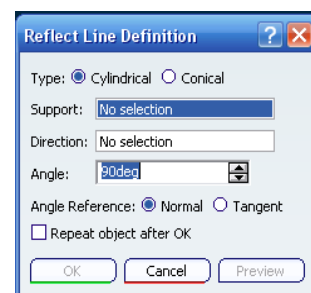 Reflect Line Definition
Type: Cylindrical Conical
Support: No selection
Direction: No selection
Angle: 90deg
Angle Reference: Normal Tangent
Repeat object after OK
OK Cancel Preview